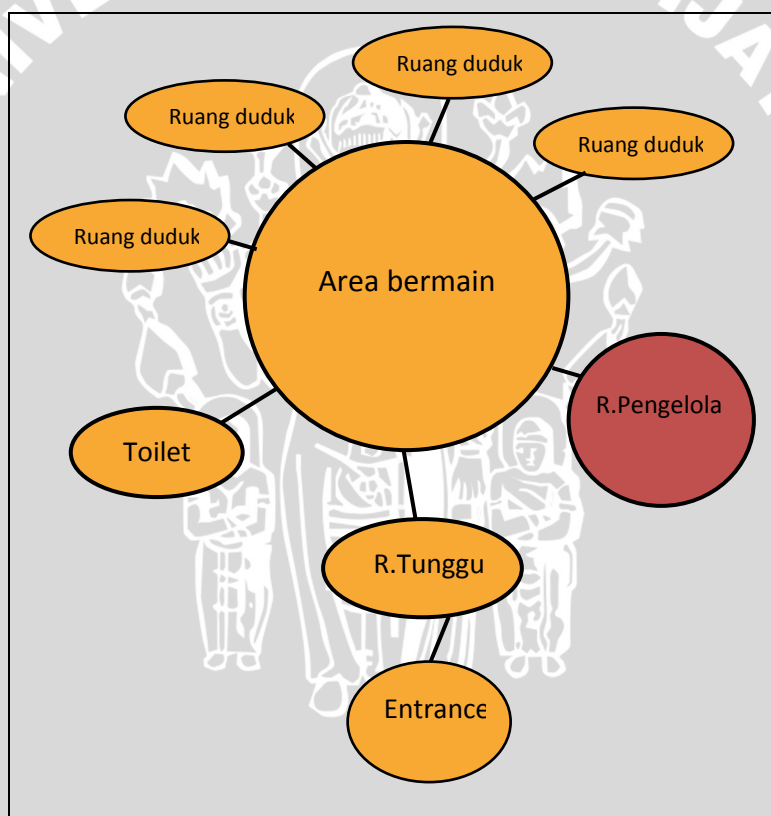 Ruang duduk
Ruang duduk
Ruang duduk
Ruang duduk
Area bermain
R.Pengelola
Toilet
R.Tunggu
Entrance